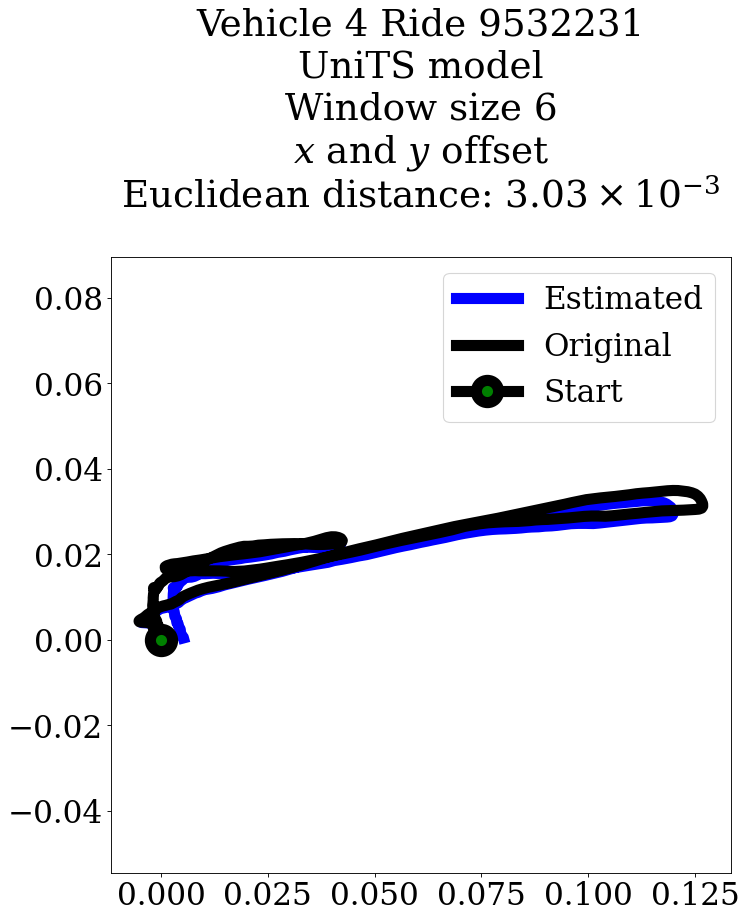 Vehicle 4 Ride 9532231
UniTS model
Window size 6
x and y offset
Euclidean distance: 3.03 × 10⁻³
Estimated
Original
Start
0.08
0.06
0.04
0.02
0.00
−0.02
−0.04
0.000 0.025 0.050 0.075 0.100 0.125